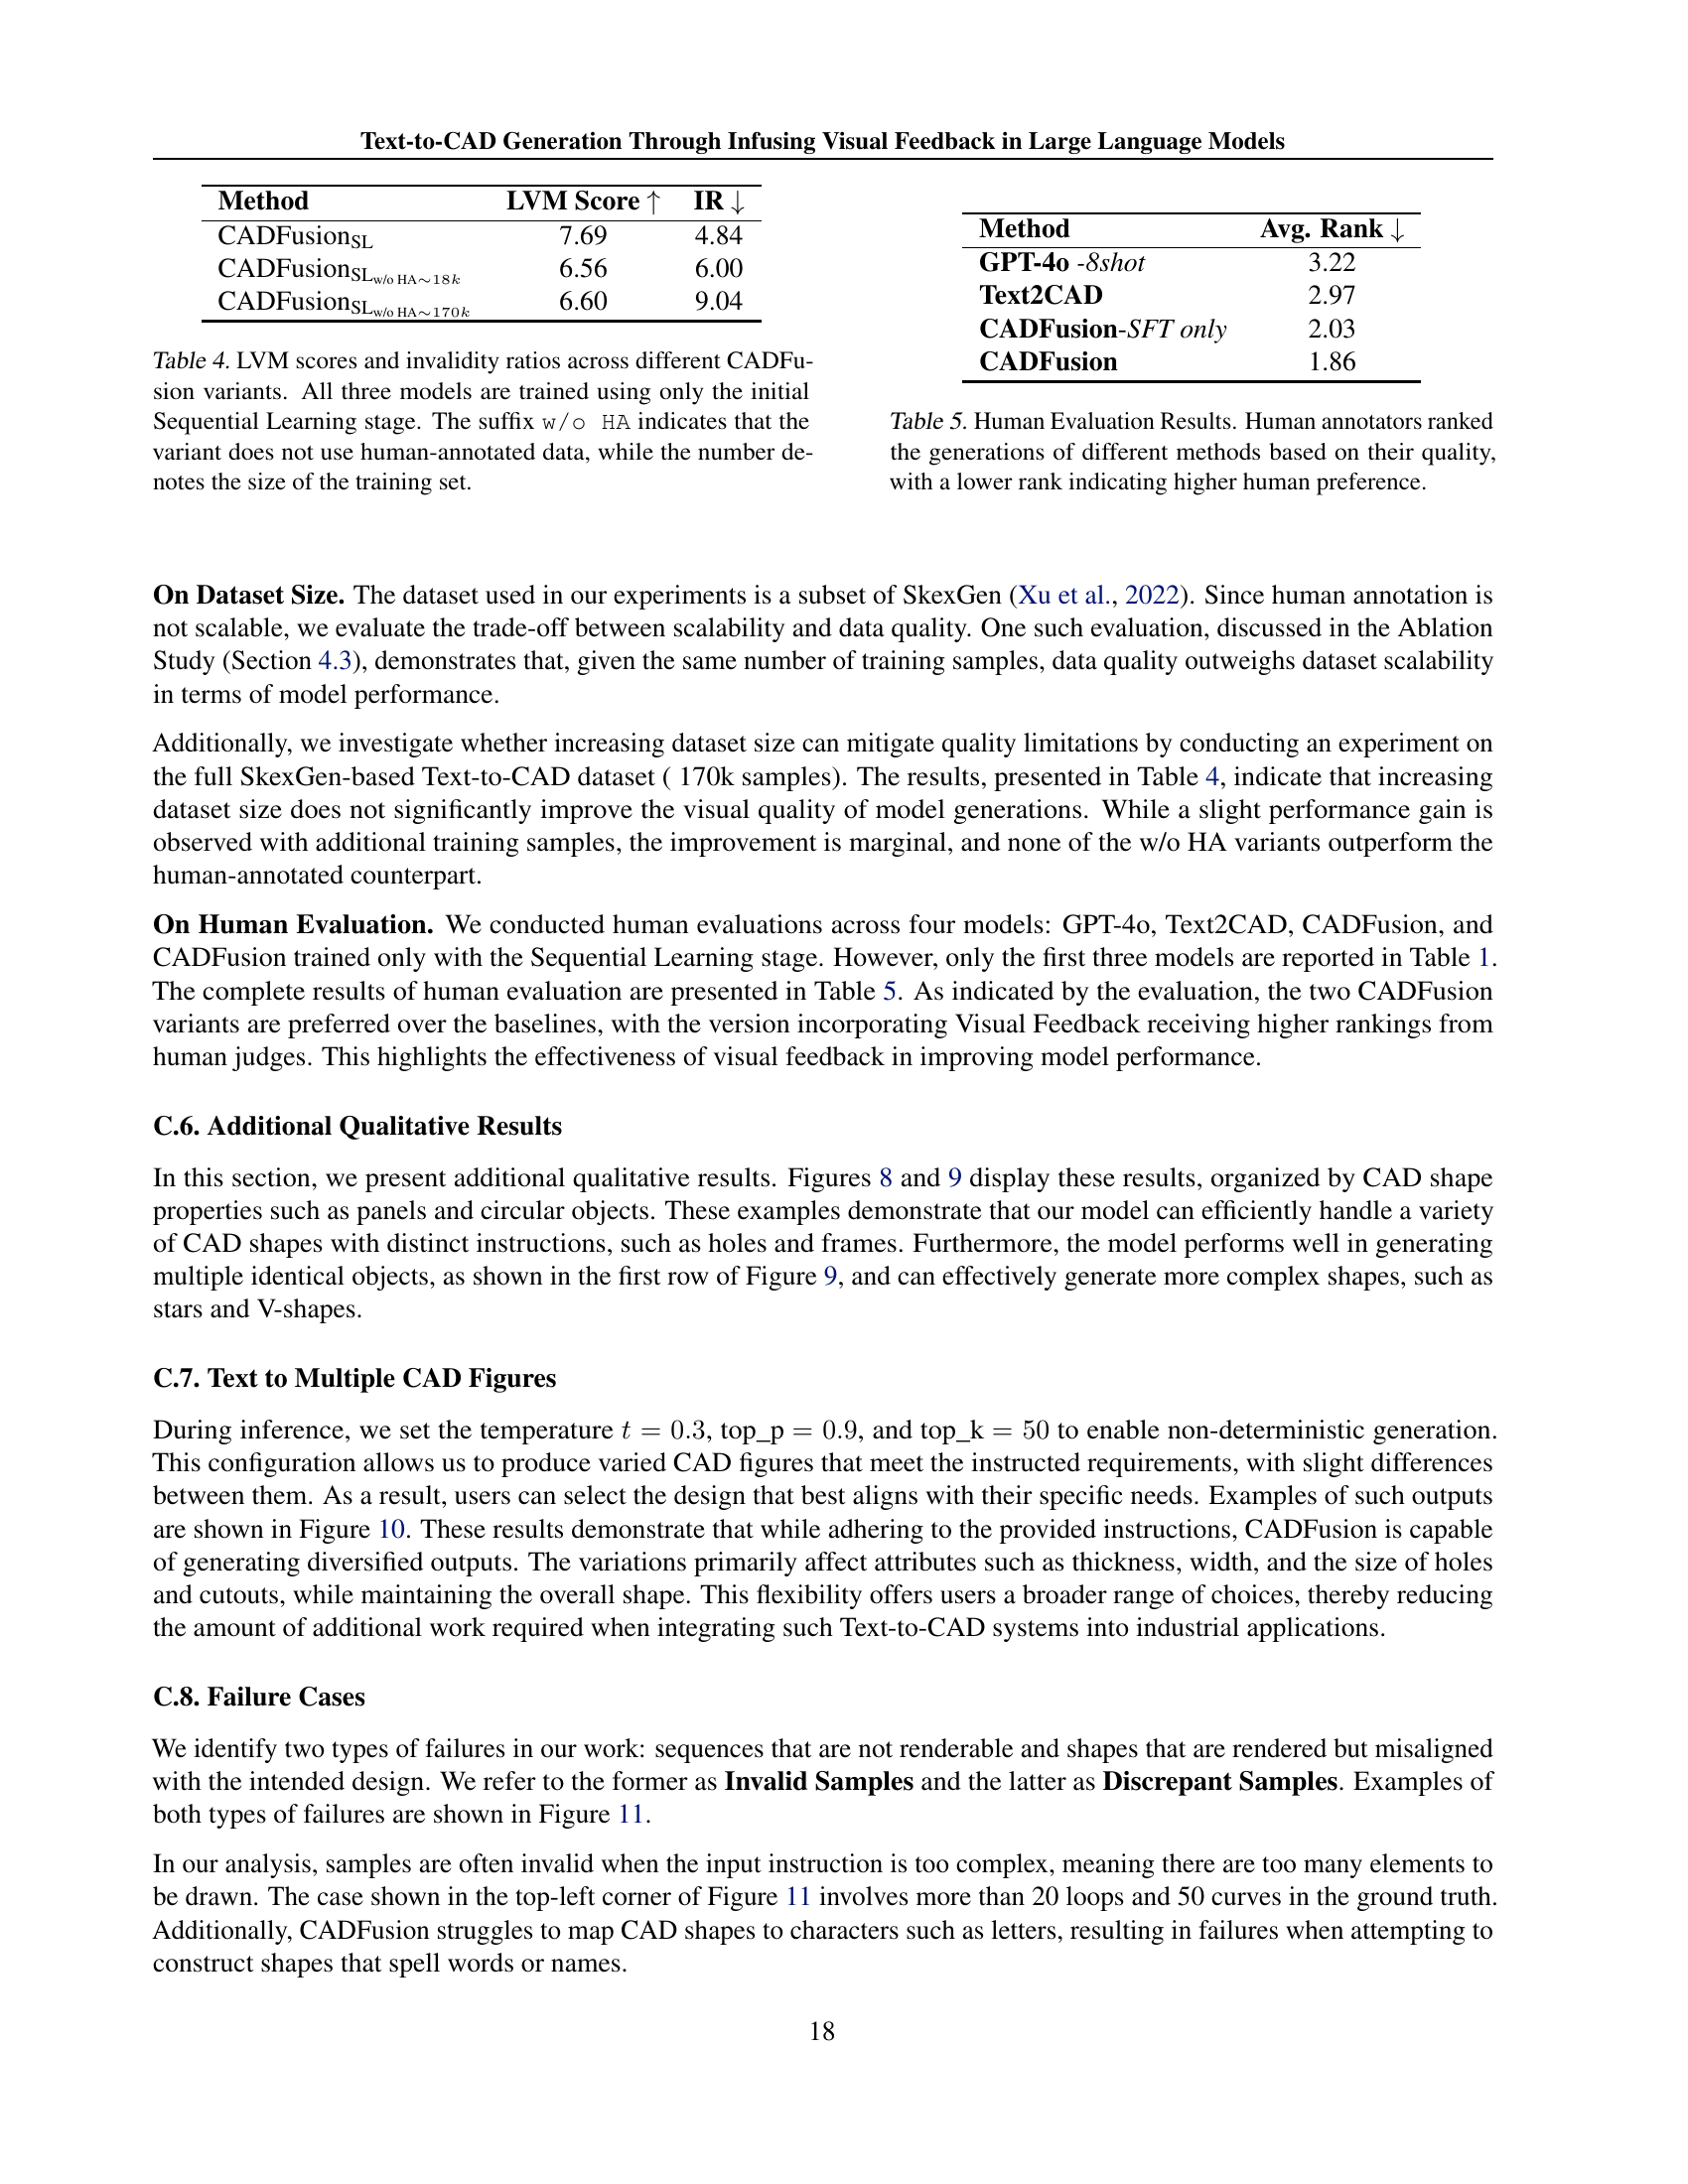 Text-to-CAD Generation Through Infusing Visual Feedback in Large Language Models
Method LVM Score ↑ IR ↓
CADFusionSL 7.69 4.84
CADFusionSLw/o HA∼18k 6.56 6.00
CADFusionSLw/o HA∼170k 6.60 9.04
Table 4. LVM scores and invalidity ratios across different CADFu-
sion variants. All three models are trained using only the initial
Sequential Learning stage. The suffix w/o HA indicates that the
variant does not use human-annotated data, while the number de-
notes the size of the training set.
Method Avg. Rank ↓
GPT-4o -8shot 3.22
Text2CAD 2.97
CADFusion-SFT only 2.03
CADFusion 1.86
Table 5. Human Evaluation Results. Human annotators ranked
the generations of different methods based on their quality,
with a lower rank indicating higher human preference.
On Dataset Size. The dataset used in our experiments is a subset of SkexGen (Xu et al., 2022). Since human annotation is
not scalable, we evaluate the trade-off between scalability and data quality. One such evaluation, discussed in the Ablation
Study (Section 4.3), demonstrates that, given the same number of training samples, data quality outweighs dataset scalability
in terms of model performance.
Additionally, we investigate whether increasing dataset size can mitigate quality limitations by conducting an experiment on
the full SkexGen-based Text-to-CAD dataset ( 170k samples). The results, presented in Table 4, indicate that increasing
dataset size does not significantly improve the visual quality of model generations. While a slight performance gain is
observed with additional training samples, the improvement is marginal, and none of the w/o HA variants outperform the
human-annotated counterpart.
On Human Evaluation. We conducted human evaluations across four models: GPT-4o, Text2CAD, CADFusion, and
CADFusion trained only with the Sequential Learning stage. However, only the first three models are reported in Table 1.
The complete results of human evaluation are presented in Table 5. As indicated by the evaluation, the two CADFusion
variants are preferred over the baselines, with the version incorporating Visual Feedback receiving higher rankings from
human judges. This highlights the effectiveness of visual feedback in improving model performance.
C.6. Additional Qualitative Results
In this section, we present additional qualitative results. Figures 8 and 9 display these results, organized by CAD shape
properties such as panels and circular objects. These examples demonstrate that our model can efficiently handle a variety
of CAD shapes with distinct instructions, such as holes and frames. Furthermore, the model performs well in generating
multiple identical objects, as shown in the first row of Figure 9, and can effectively generate more complex shapes, such as
stars and V-shapes.
C.7. Text to Multiple CAD Figures
During inference, we set the temperature t = 0.3, top_p = 0.9, and top_k = 50 to enable non-deterministic generation.
This configuration allows us to produce varied CAD figures that meet the instructed requirements, with slight differences
between them. As a result, users can select the design that best aligns with their specific needs. Examples of such outputs
are shown in Figure 10. These results demonstrate that while adhering to the provided instructions, CADFusion is capable
of generating diversified outputs. The variations primarily affect attributes such as thickness, width, and the size of holes
and cutouts, while maintaining the overall shape. This flexibility offers users a broader range of choices, thereby reducing
the amount of additional work required when integrating such Text-to-CAD systems into industrial applications.
C.8. Failure Cases
We identify two types of failures in our work: sequences that are not renderable and shapes that are rendered but misaligned
with the intended design. We refer to the former as Invalid Samples and the latter as Discrepant Samples. Examples of
both types of failures are shown in Figure 11.
In our analysis, samples are often invalid when the input instruction is too complex, meaning there are too many elements to
be drawn. The case shown in the top-left corner of Figure 11 involves more than 20 loops and 50 curves in the ground truth.
Additionally, CADFusion struggles to map CAD shapes to characters such as letters, resulting in failures when attempting to
construct shapes that spell words or names.
18